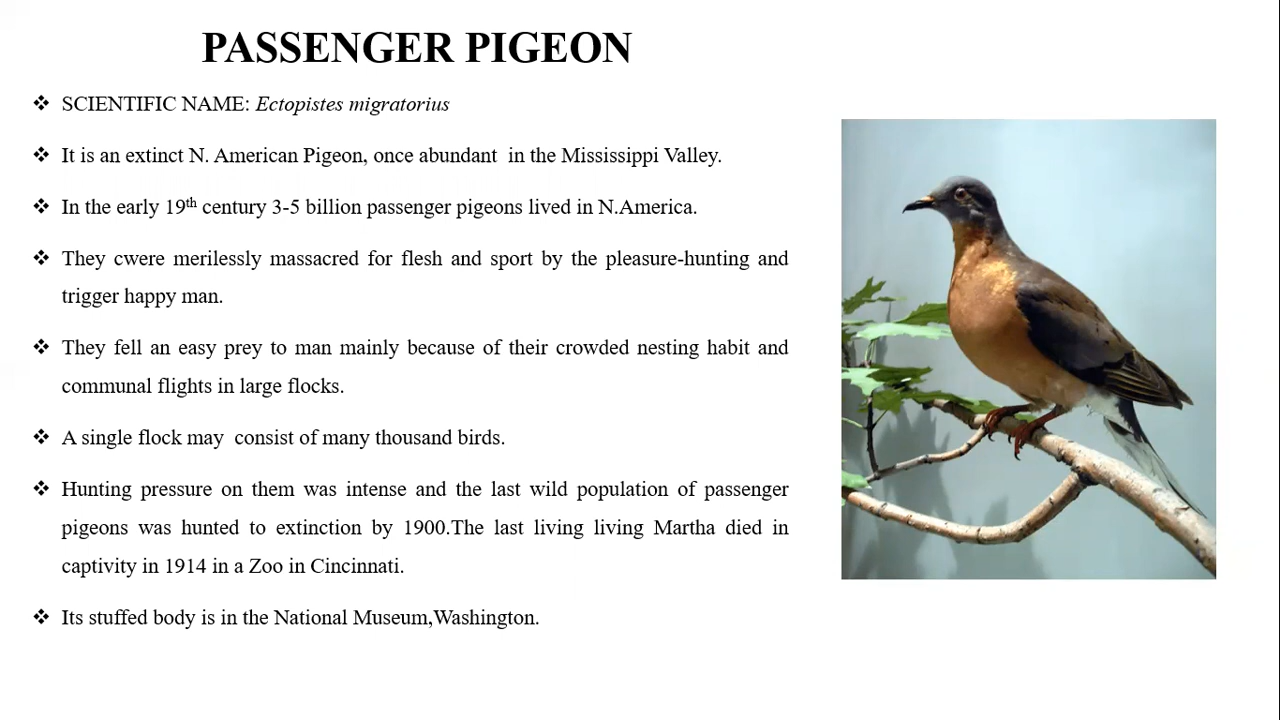 PASSENGER PIGEON
❖ SCIENTIFIC NAME: Ectopistes migratorius
❖ It is an extinct N. American Pigeon, once abundant  in the Mississippi Valley.
❖ In the early 19th century 3-5 billion passenger pigeons lived in N.America.
❖ They cwere merilessly massacred for flesh and sport by the pleasure-hunting and
trigger happy man.
❖ They fell an easy prey to man mainly because of their crowded nesting habit and
communal flights in large flocks.
❖ A single flock may  consist of many thousand birds.
❖ Hunting pressure on them was intense and the last wild population of passenger
pigeons was hunted to extinction by 1900.The last living living Martha died in
captivity in 1914 in a Zoo in Cincinnati.
❖ Its stuffed body is in the National Museum,Washington.